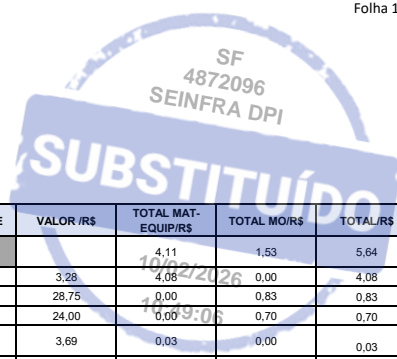 Folha 1
SF
4872096
SEINFRA DPI
SUBSTITUÍDO
E VALOR /R$ TOTAL MAT-EQUIP/R$ TOTAL MO/R$ TOTAL/R$
4,11 1,53 5,64
10/02/2026
3,28 4,08 0,00 4,08
28,75 0,00 0,83 0,83
24,00 0,00 0,70 0,70
10:49:06
3,69 0,03 0,00 0,03